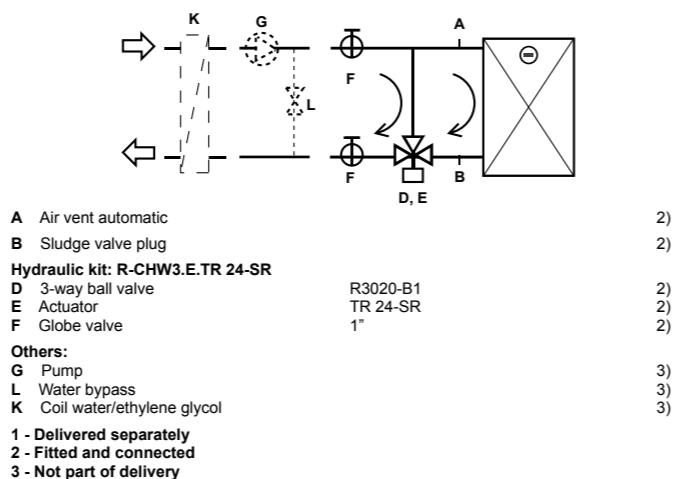 K
G
A
F
L
F
B
D, E
A Air vent automatic 2)
B Sludge valve plug 2)
Hydraulic kit: R-CHW3.E.TR 24-SR
D 3-way ball valve R3020-B1 2)
E Actuator TR 24-SR 2)
F Globe valve 1” 2)
Others:
G Pump 3)
L Water bypass 3)
K Coil water/ethylene glycol 3)
1 - Delivered separately
2 - Fitted and connected
3 - Not part of delivery